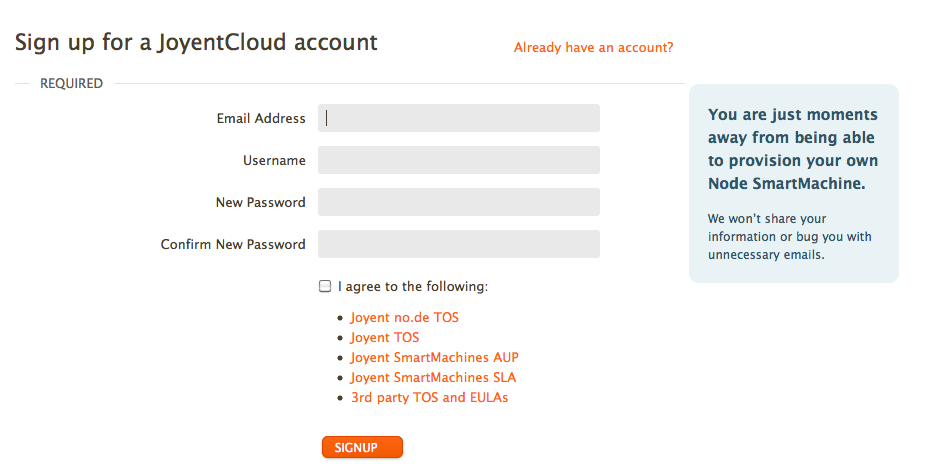 Sign up for a JoyentCloud account
Already have an account?
REQUIRED
Email Address
Username
New Password
Confirm New Password
I agree to the following:
Joyent no.de TOS
Joyent TOS
Joyent SmartMachines AUP
Joyent SmartMachines SLA
3rd party TOS and EULAs
SIGNUP
You are just moments
away from being able
to provision your own
Node SmartMachine.
We won't share your
information or bug you with
unnecessary emails.